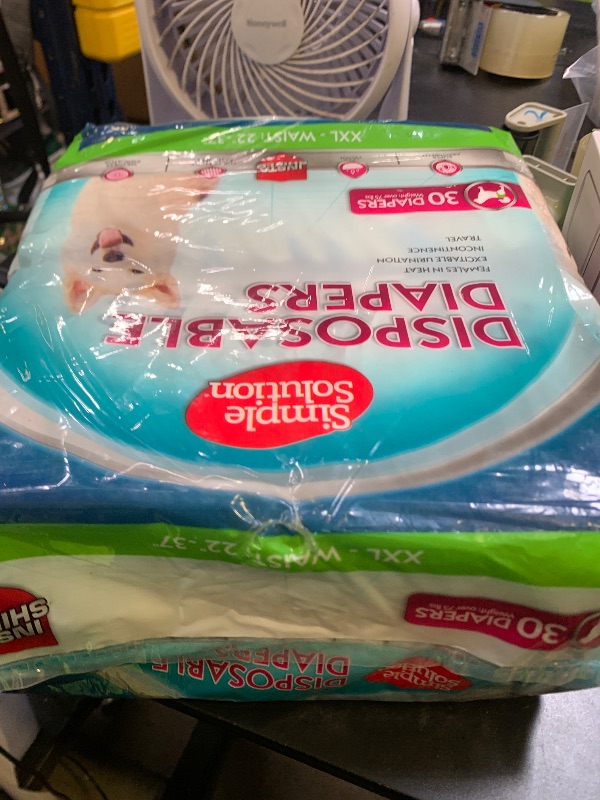 Honeywell
XXL - WAIST: 22"-37"
30 DIAPERS
Weight: over 75 lbs
TRAVEL
INCONTINENCE
EXCITABLE URINATION
FEMALES IN HEAT
DISPOSABLE
DIAPERS
Simple
Solution
XXL - WAIST: 22"-37"
30 DIAPERS
Weight: over 75 lbs
DISPOSABLE
DIAPERS
Simple